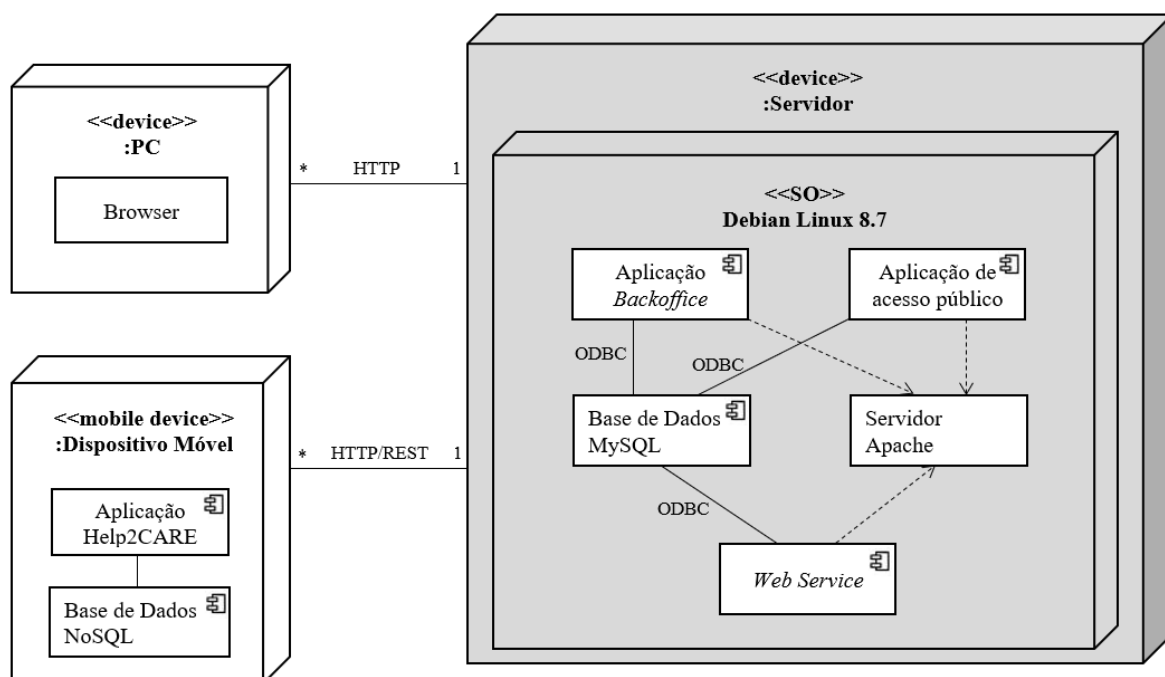 <<device>>
:PC
Browser
* HTTP 1
<<mobile device>>
:Dispositivo Móvel
Aplicação
Help2CARE
Base de Dados
NoSQL
* HTTP/REST 1
<<device>>
:Servidor
<<SO>>
Debian Linux 8.7
Aplicação
Backoffice
Aplicação de
acesso público
ODBC
ODBC
Base de Dados
MySQL
Servidor
Apache
ODBC
Web Service